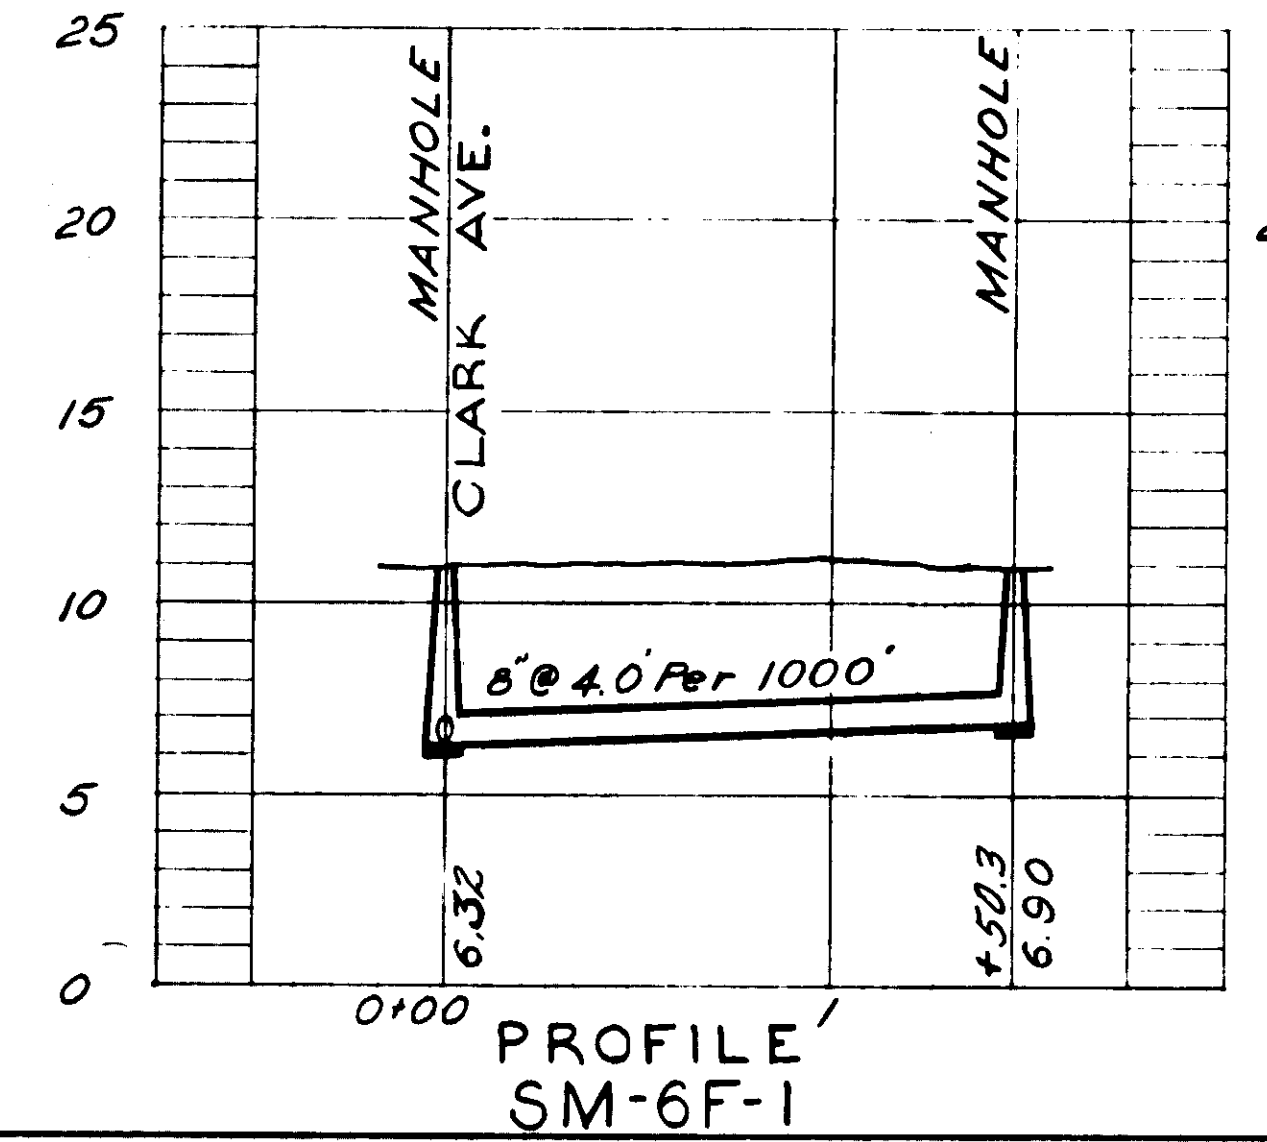 25
20
15
10
5
0
MANHOLE
CLARK AVE.
MANHOLE
8"@ 4.0' Per 1000'
6.32
+50.3
6.90
0+00
1
PROFILE
SM-6F-1